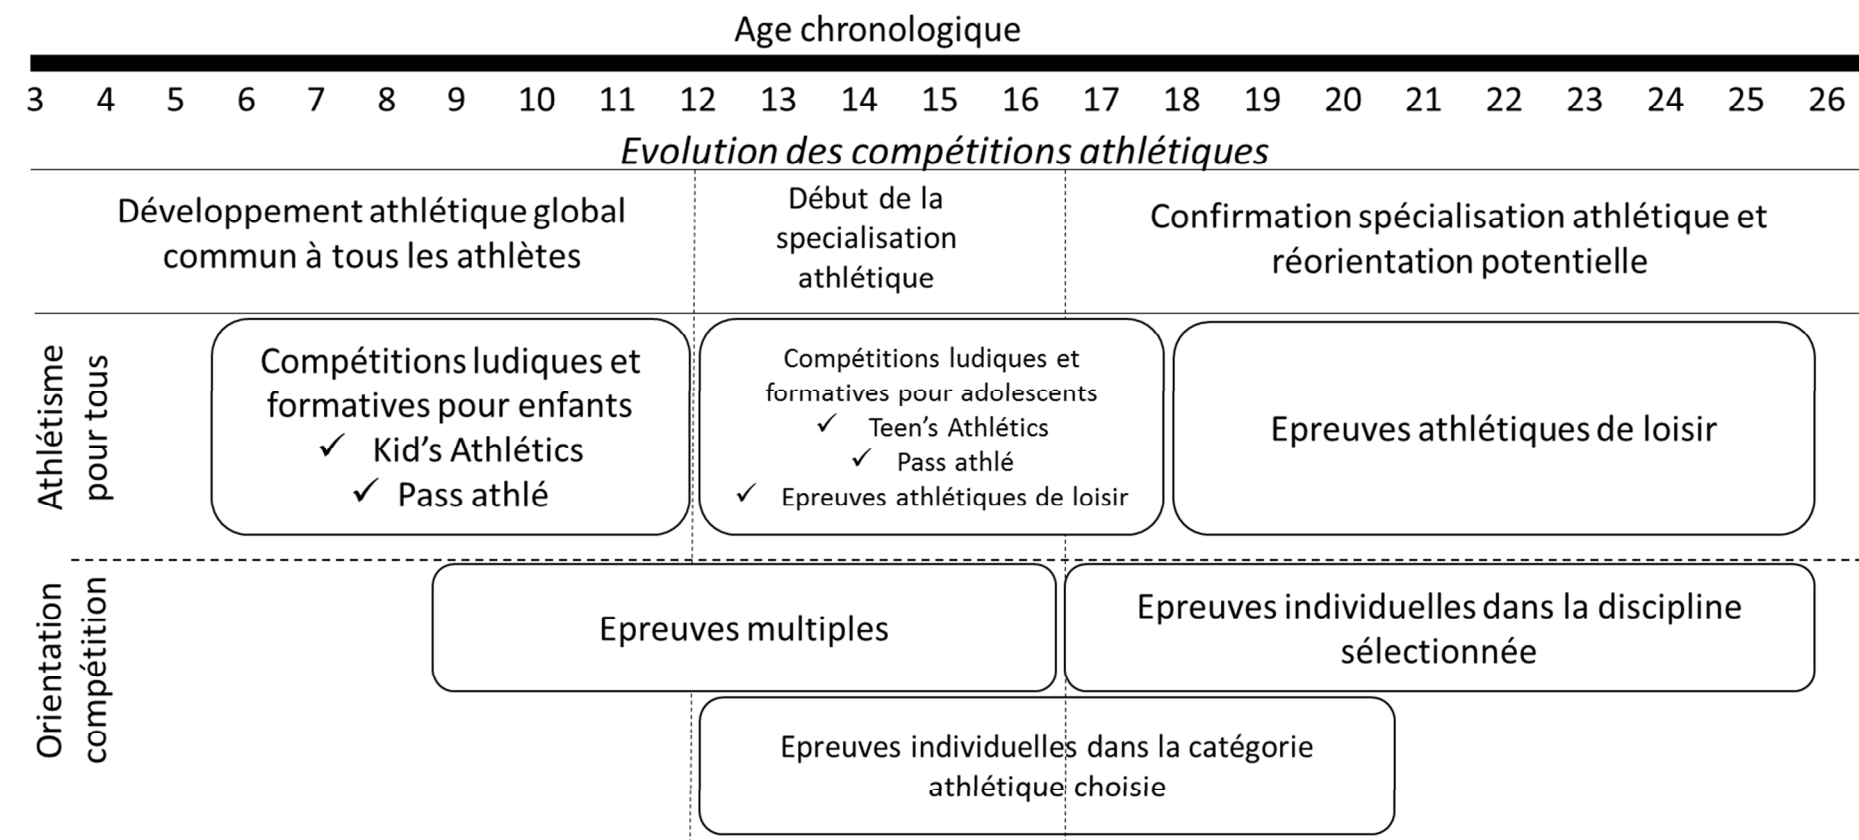 Age chronologique
3 4 5 6 7 8 9 10 11 12 13 14 15 16 17 18 19 20 21 22 23 24 25 26
Evolution des compétitions athlétiques
Développement athlétique global
commun à tous les athlètes
Début de la
specialisation
athlétique
Confirmation spécialisation athlétique et
réorientation potentielle
Athlétisme
pour tous
Compétitions ludiques et
formatives pour enfants
✓ Kid’s Athlétics
✓ Pass athlé
Compétitions ludiques et
formatives pour adolescents
✓ Teen’s Athlétics
✓ Pass athlé
✓ Epreuves athlétiques de loisir
Epreuves athlétiques de loisir
Orientation
compétition
Epreuves multiples
Epreuves individuelles dans la discipline
sélectionnée
Epreuves individuelles dans la catégorie
athlétique choisie